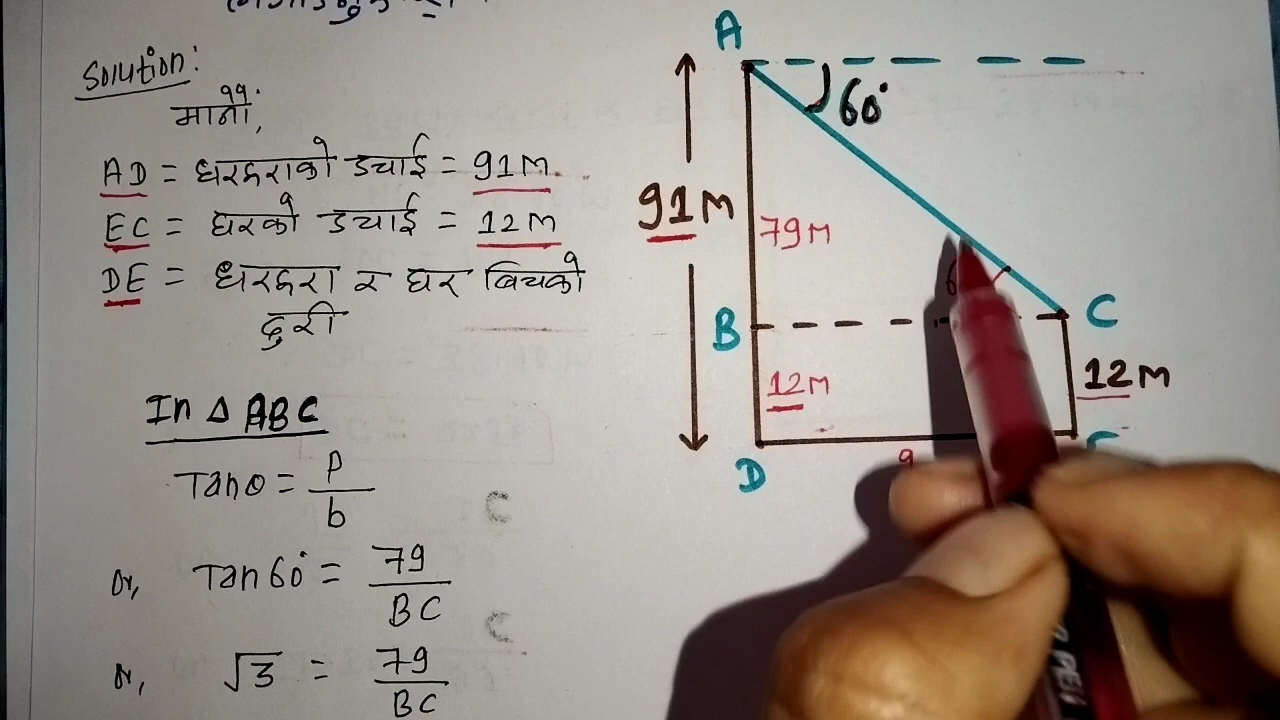 Solution:
मानौं,
AD = धरहराको उचाई = 91M.
EC = घरको उचाई = 12M
DE = धरहरा र घर बिचको
दुरी
In Δ ABC
Tanθ = p/b
or, Tan60° = 79/BC
or, √3 = 79/BC
A
60°
91M
79M
B
C
12M
12M
D